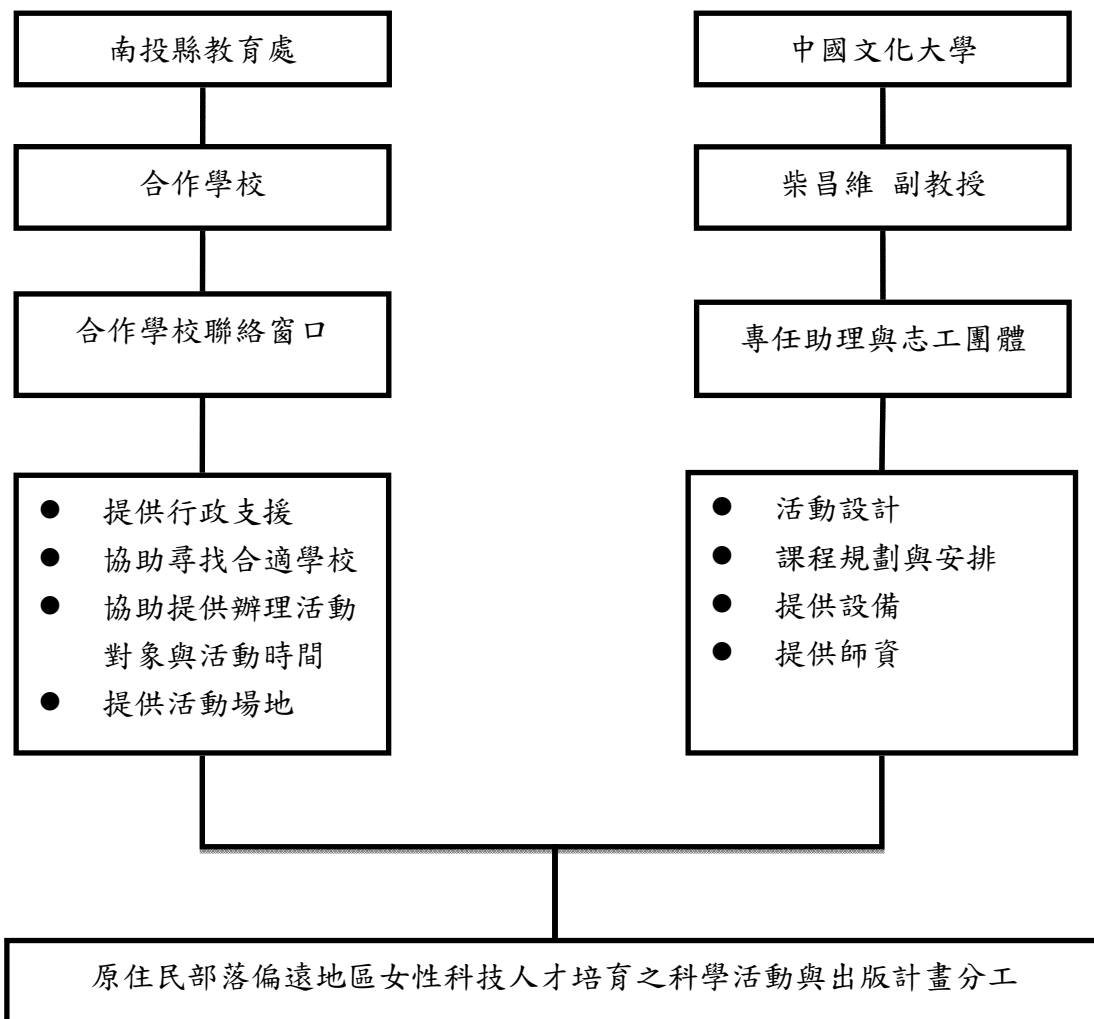 南投縣教育處
合作學校
合作學校聯絡窗口
● 提供行政支援
● 協助尋找合適學校
● 協助提供辦理活動
對象與活動時間
● 提供活動場地
中國文化大學
柴昌維 副教授
專任助理與志工團體
● 活動設計
● 課程規劃與安排
● 提供設備
● 提供師資
原住民部落偏遠地區女性科技人才培育之科學活動與出版計畫分工